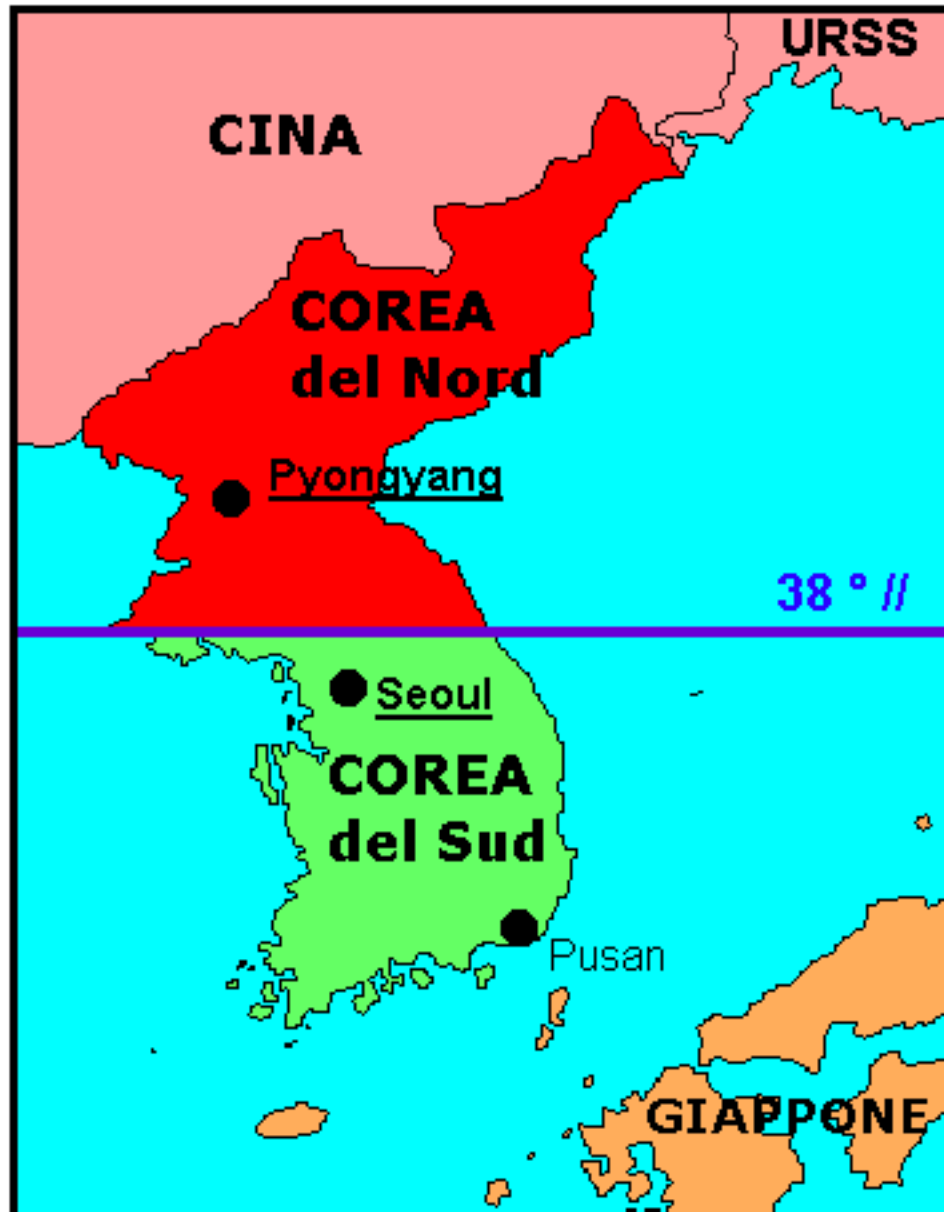 URSS
CINA
COREA
del Nord
Pyongyang
38 ° //
Seoul
COREA
del Sud
Pusan
GIAPPONE